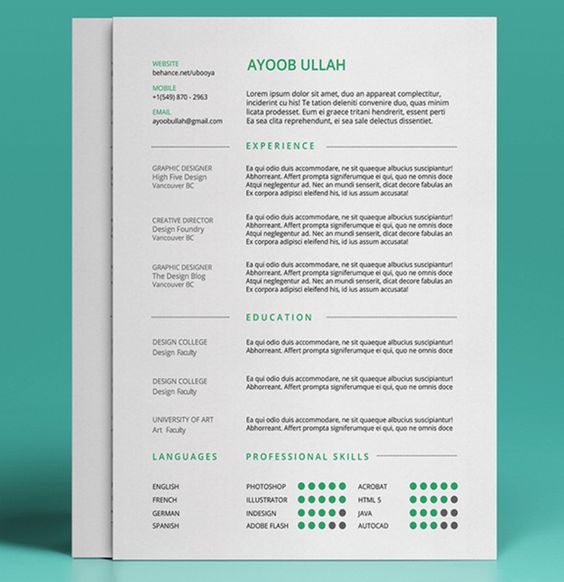 WEBSITE
behance.net/ubooya
MOBILE
+1(549) 870 - 2963
EMAIL
ayoobullah@gmail.com
AYOOB ULLAH
Lorem ipsum dolor sit amet, duo an appareat complectitur,
inciderint cu his! Te tantas bonorum vivendo duo, quas minim
fabulas. Eum ei graece tritani hendrerit, essent perti
Ea sea clita reprehendunt, ei sea sale delectus dissentiet.
EXPERIENCE
GRAPHIC DESIGNER
High Five Design
Vancouver BC
Ea qui odio duis accommodare, ne sit quaeque albucius suscipiantur!
Abhorreant. Affert prompta signiferumque ei qui, quo ne omnis doce
Atqui neglegentur ad. Nec an mundi senserit, dicat decore fabulas an
Ex corpora adipisci eleifend his, id ius assum accusata!
CREATIVE DIRECTOR
Design Foundry
Vancouver BC
Ea qui odio duis accommodare, ne sit quaeque albucius suscipiantur!
Abhorreant. Affert prompta signiferumque ei qui, quo ne omnis doce
Atqui neglegentur ad. Nec an mundi senserit, dicat decore fabulas an
Ex corpora adipisci eleifend his, id ius assum accusata!
GRAPHIC DESIGNER
The Design Blog
Vancouver BC
Ea qui odio duis accommodare, ne sit quaeque albucius suscipiantur!
Abhorreant. Affert prompta signiferumque ei qui, quo ne omnis doce
Atqui neglegentur ad. Nec an mundi senserit, dicat decore fabulas an
Ex corpora adipisci eleifend his, id ius assum accusata!
EDUCATION
DESIGN COLLEGE
Design Faculty
Ea qui odio duis accommodare, ne sit quaeque albucius suscipiantur!
Abhorreant. Affert prompta signiferumque ei qui, quo ne omnis doce
DESIGN COLLEGE
Design Faculty
Ea qui odio duis accommodare, ne sit quaeque albucius suscipiantur!
Abhorreant. Affert prompta signiferumque ei qui, quo ne omnis doce
UNIVERSITY OF ART
Art Faculty
Ea qui odio duis accommodare, ne sit quaeque albucius suscipiantur!
Abhorreant. Affert prompta signiferumque ei qui, quo ne omnis doce
LANGUAGES
ENGLISH
FRENCH
GERMAN
SPANISH
PROFESSIONAL SKILLS
PHOTOSHOP
ILLUSTRATOR
INDESIGN
ADOBE FLASH
ACROBAT
HTML 5
JAVA
AUTOCAD